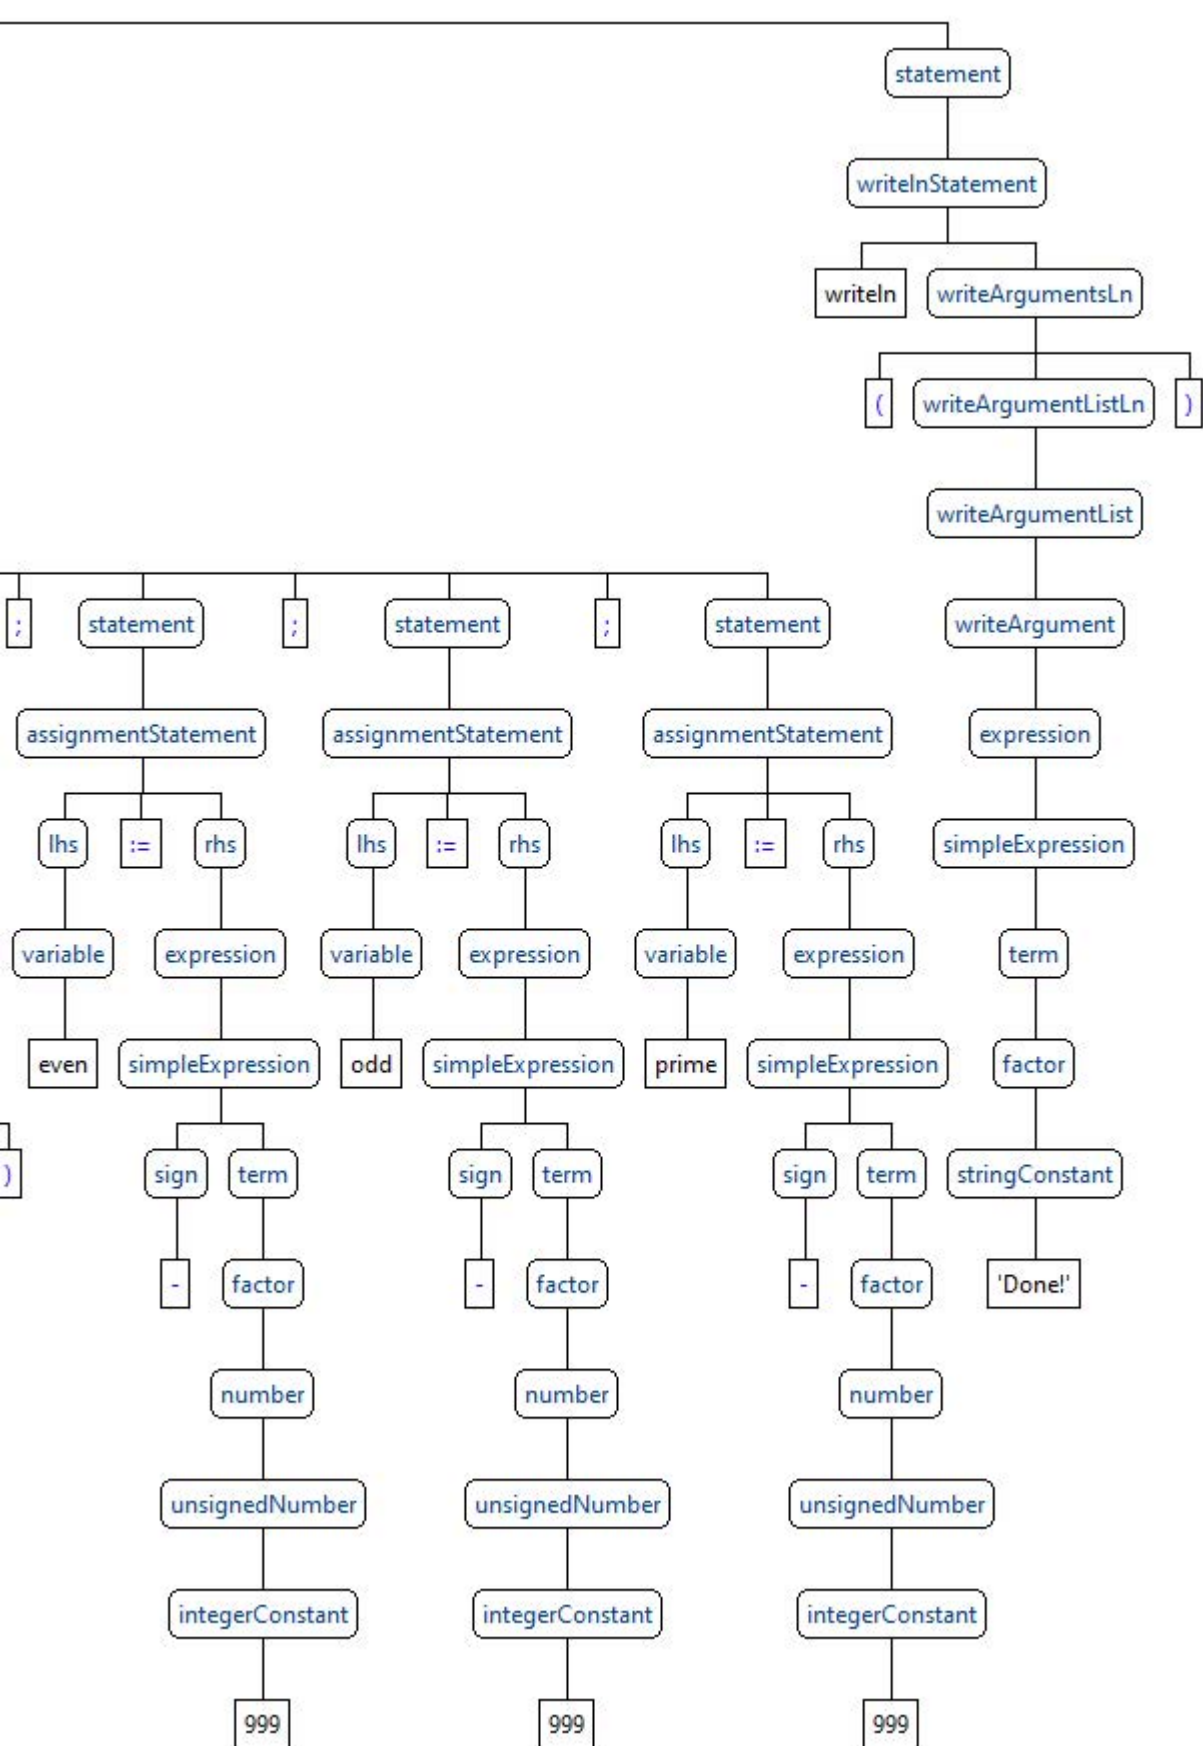 statement
writelnStatement
writeln writeArgumentsLn
( writeArgumentListLn )
writeArgumentList
; statement ; statement ; statement writeArgument
assignmentStatement assignmentStatement assignmentStatement expression
lhs := rhs lhs := rhs lhs := rhs simpleExpression
variable expression variable expression variable expression term
even simpleExpression odd simpleExpression prime simpleExpression factor
) sign term sign term sign term stringConstant
- factor - factor - factor 'Done!'
number number number
unsignedNumber unsignedNumber unsignedNumber
integerConstant integerConstant integerConstant
999 999 999